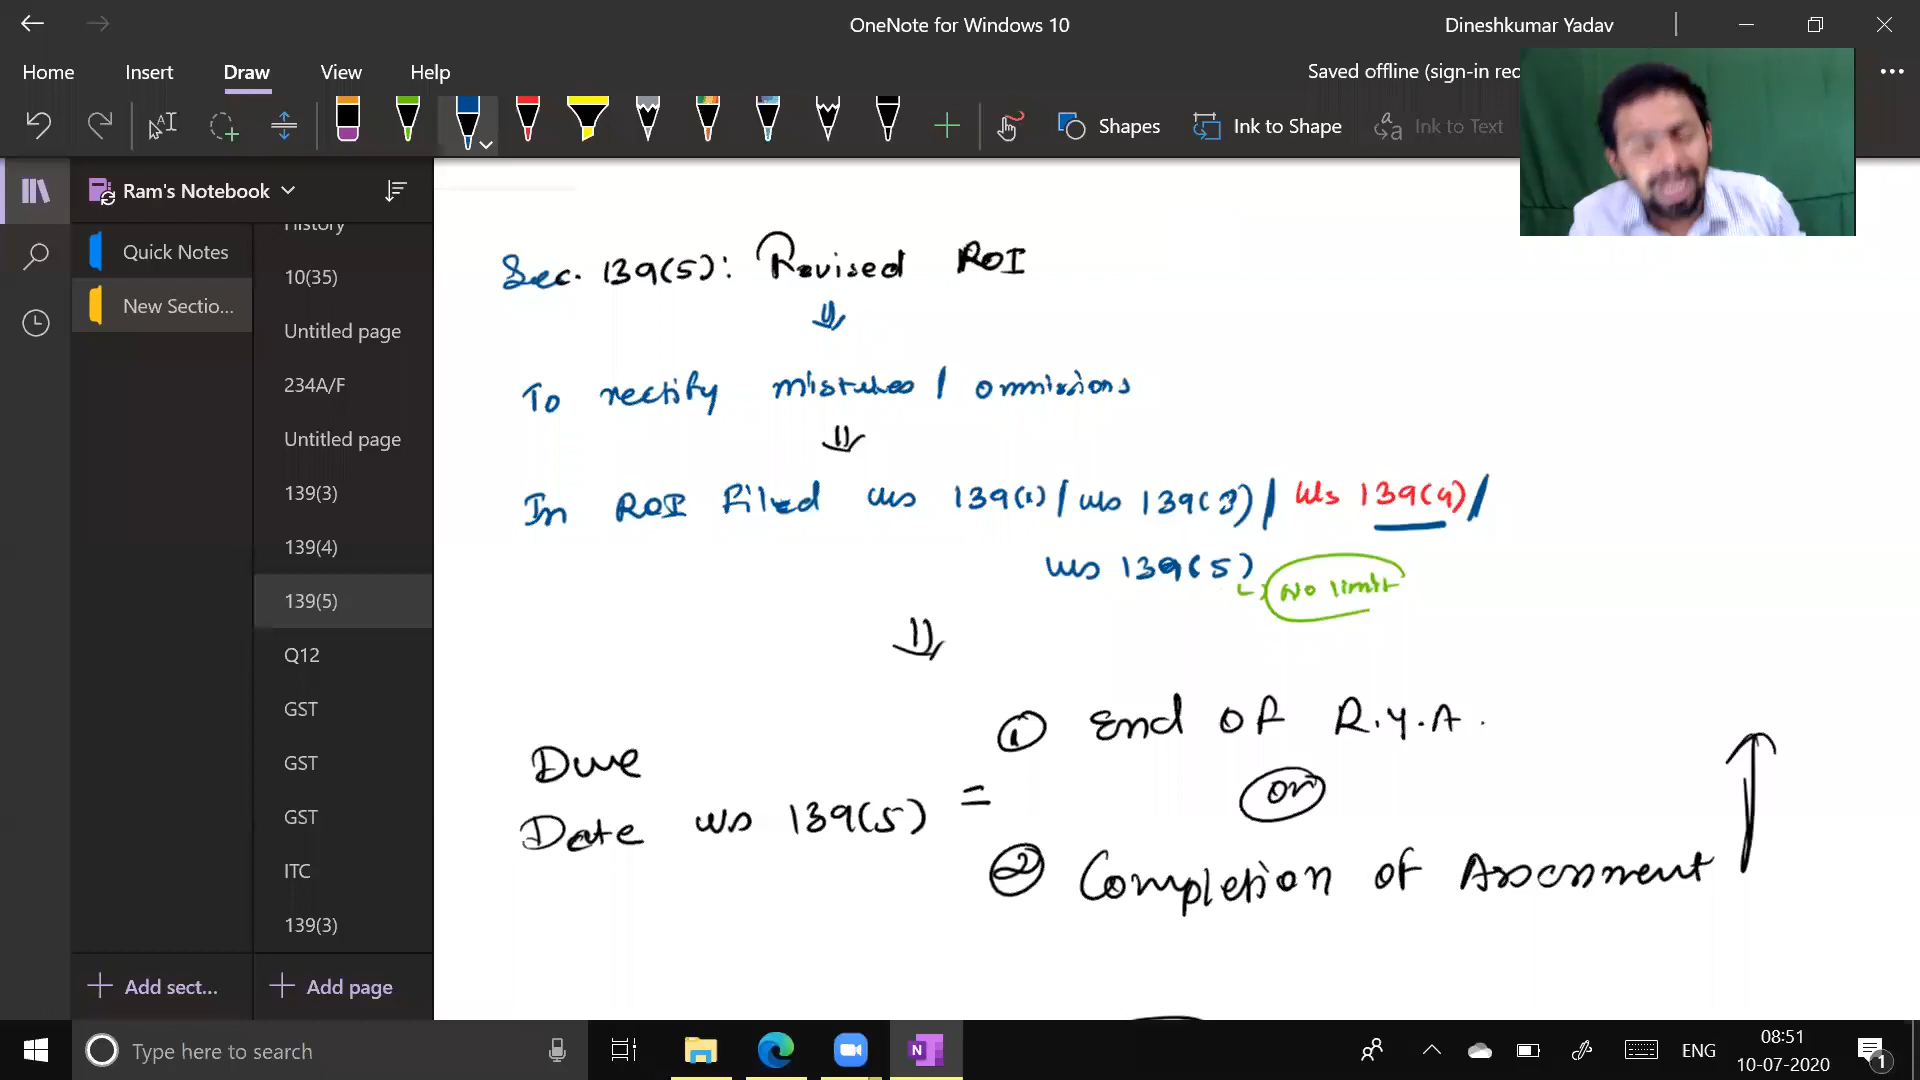 OneNote for Windows 10
Dineshkumar Yadav
Home Insert Draw View Help
Saved offline (sign-in rec
Shapes Ink to Shape Ink to Text
Ram's Notebook
Quick Notes
New Sectio...
History
10(35)
Untitled page
234A/F
Untitled page
139(3)
139(4)
139(5)
Q12
GST
GST
GST
ITC
139(3)
Add sect...
Add page
Sec. 139(5): Revised ROI
To rectify mistakes / ommissions
In ROI Filed u/s 139(1) / u/s 139(3) / u/s 139(4) /
u/s 139(5)
No limit
Due
Date u/s 139(5) =
1 End of R.Y.A.
or
2 Completion of Assessment
Type here to search
ENG
08:51
10-07-2020
1